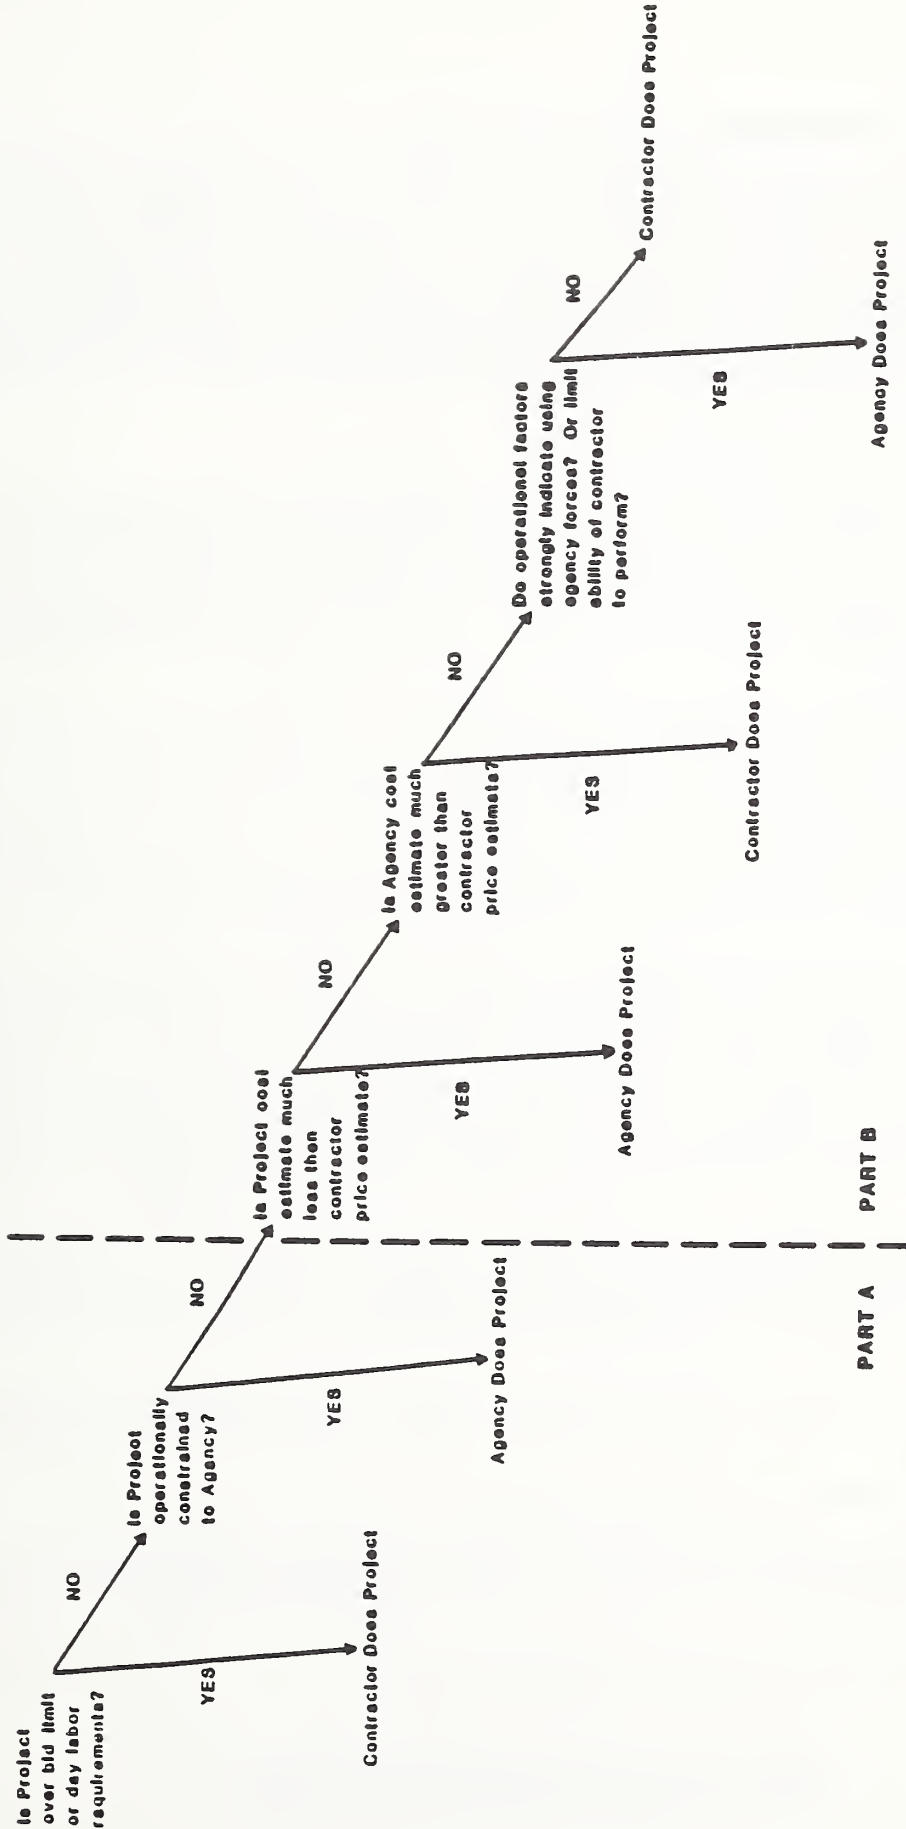 Is Project
over bid limit
or day labor
requirements?
NO
YES
Contractor Does Project
Is Project
operationally
constrained
to Agency?
NO
YES
Agency Does Project
PART A
Is Project cost
estimate much
less than
contractor
price estimate?
NO
YES
Agency Does Project
PART B
Is Agency cost
estimate much
greater than
contractor
price estimate?
NO
YES
Contractor Does Project
Do operational factors
strongly indicate using
agency forces? Or limit
ability of contractor
to perform?
NO
YES
Contractor Does Project
Agency Does Project